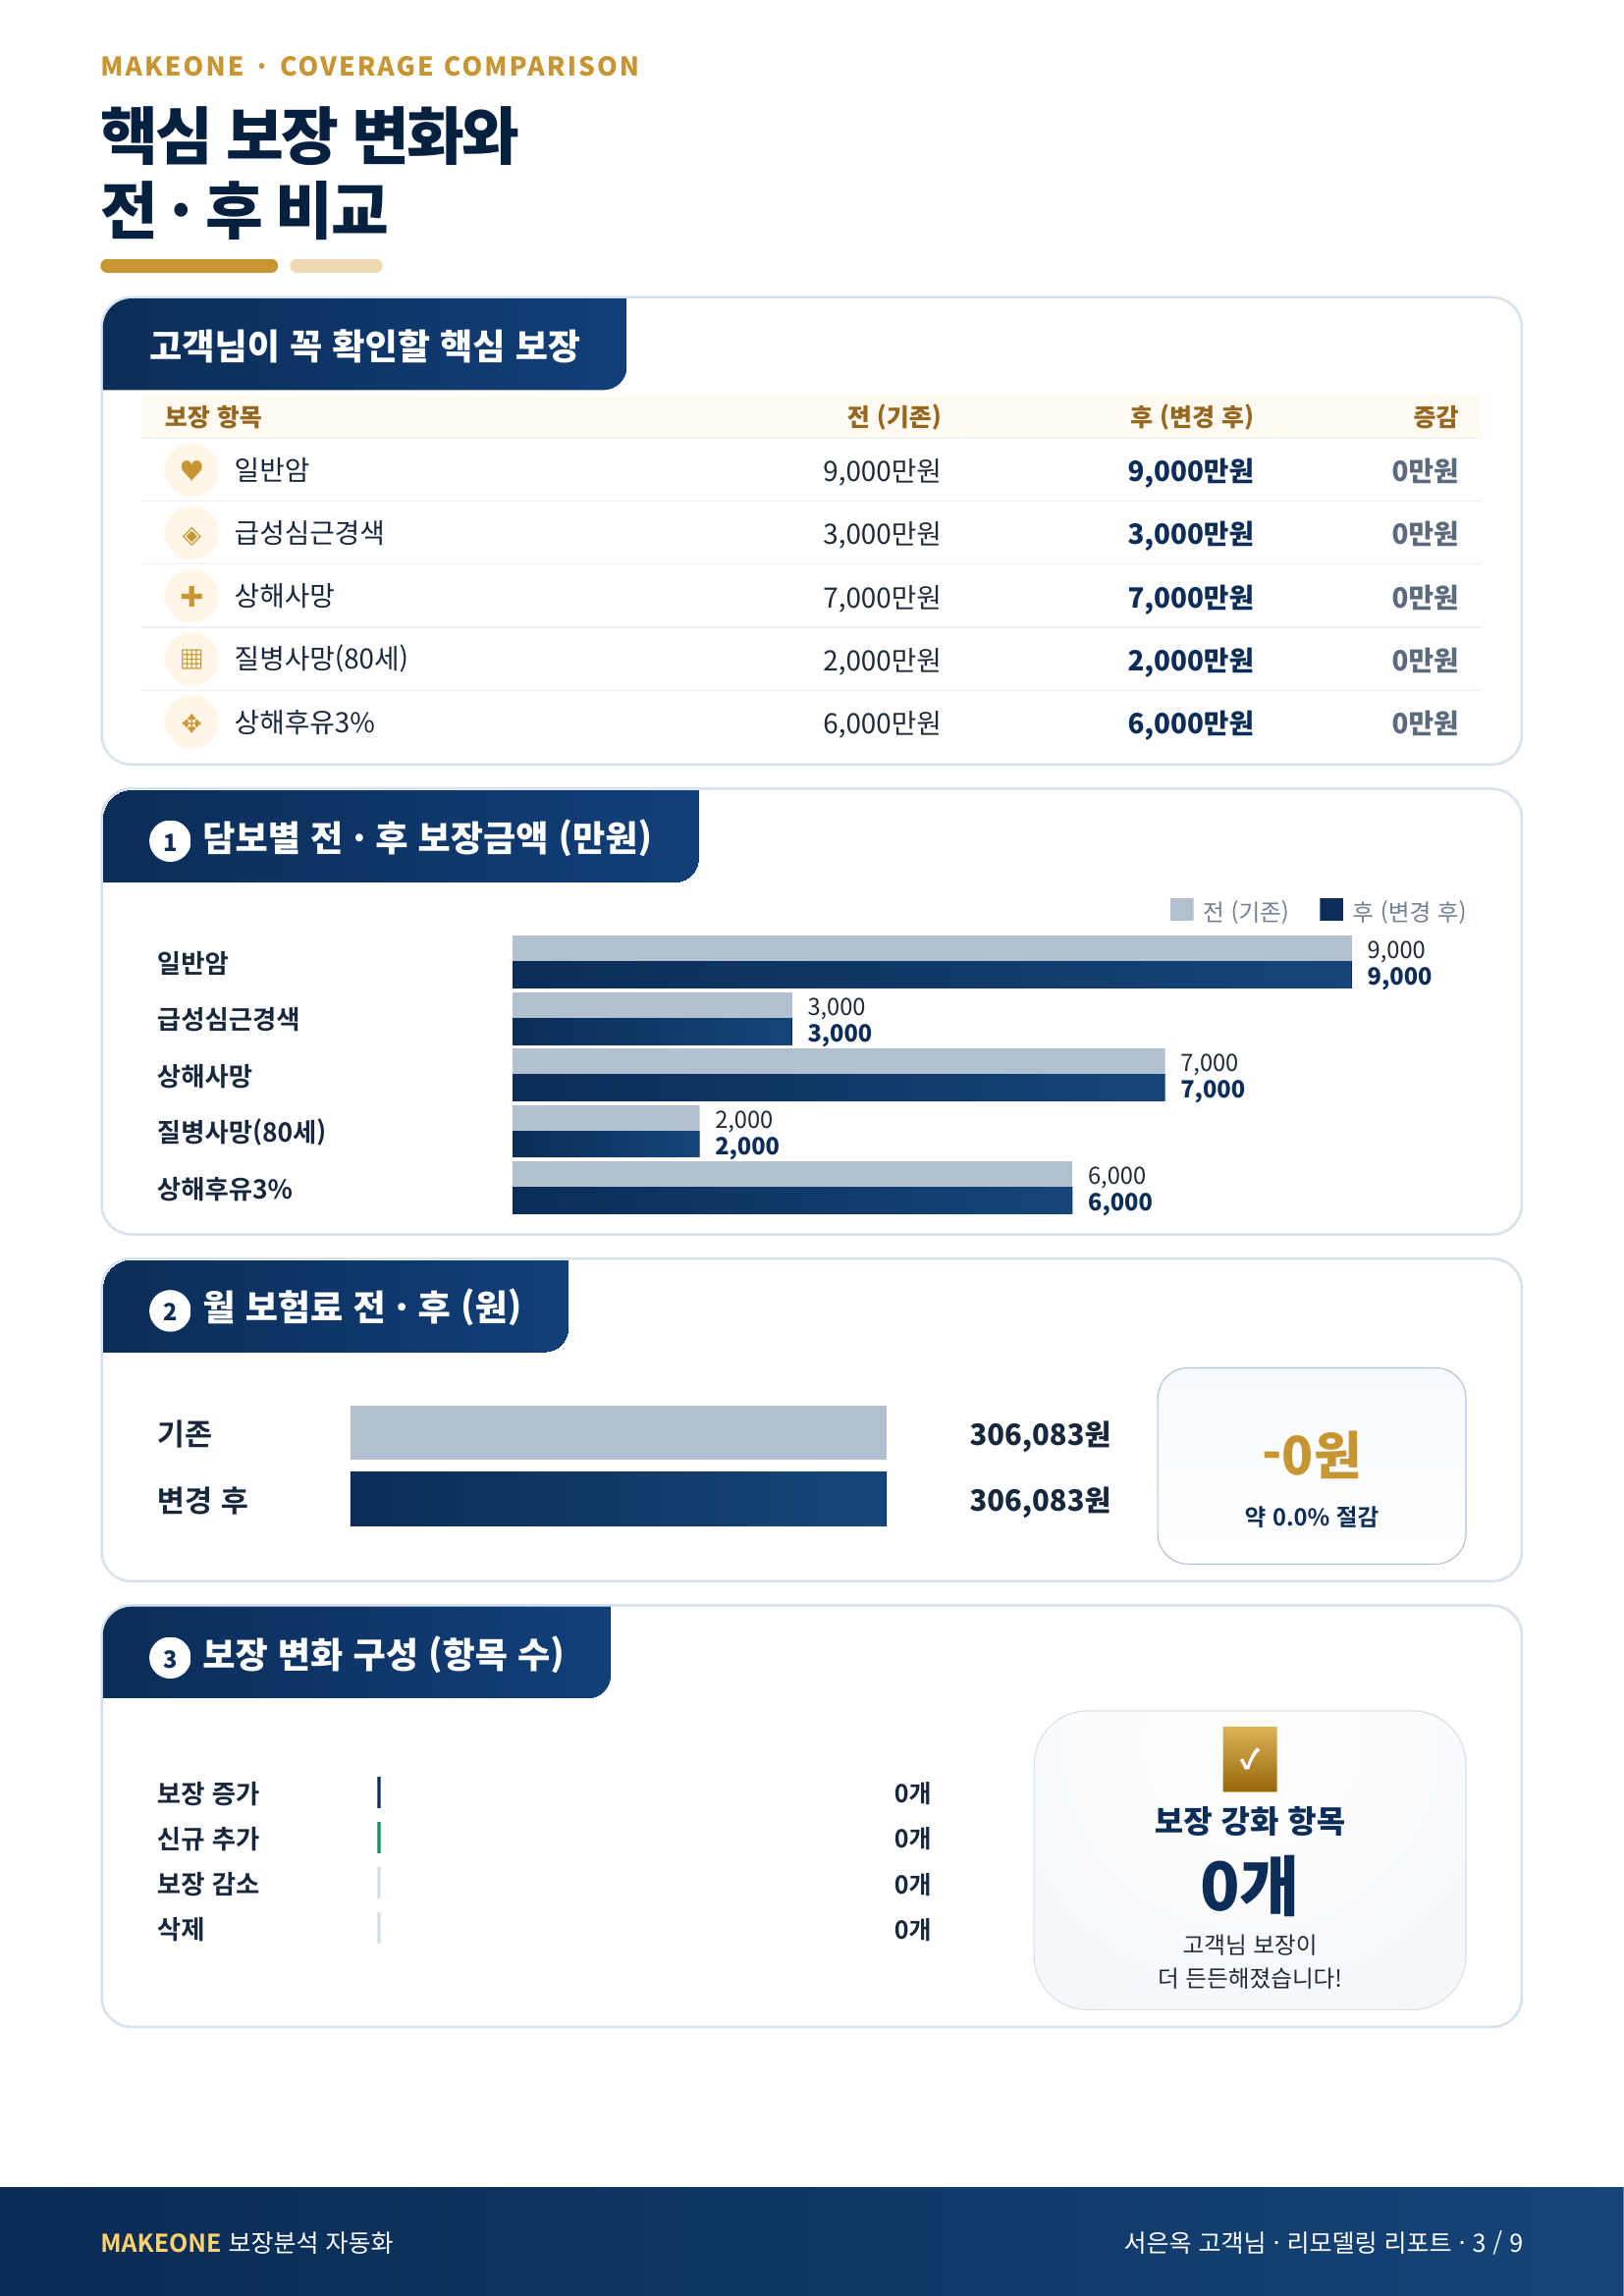 MAKEONE · COVERAGE COMPARISON
핵심 보장 변화와
전 · 후 비교
고객님이 꼭 확인할 핵심 보장
보장 항목 전 (기존) 후 (변경 후) 증감
일반암 9,000만원 9,000만원 0만원
급성심근경색 3,000만원 3,000만원 0만원
상해사망 7,000만원 7,000만원 0만원
질병사망(80세) 2,000만원 2,000만원 0만원
상해후유3% 6,000만원 6,000만원 0만원
1 담보별 전 · 후 보장금액 (만원)
전 (기존) 후 (변경 후)
일반암 9,000
9,000
급성심근경색 3,000
3,000
상해사망 7,000
7,000
질병사망(80세) 2,000
2,000
상해후유3% 6,000
6,000
2 월 보험료 전 · 후 (원)
기존 306,083원
변경 후 306,083원
-0원
약 0.0% 절감
3 보장 변화 구성 (항목 수)
보장 증가 0개
신규 추가 0개
보장 감소 0개
삭제 0개
✓
보장 강화 항목
0개
고객님 보장이
더 든든해졌습니다!
MAKEONE 보장분석 자동화
서은옥 고객님 · 리모델링 리포트 · 3 / 9